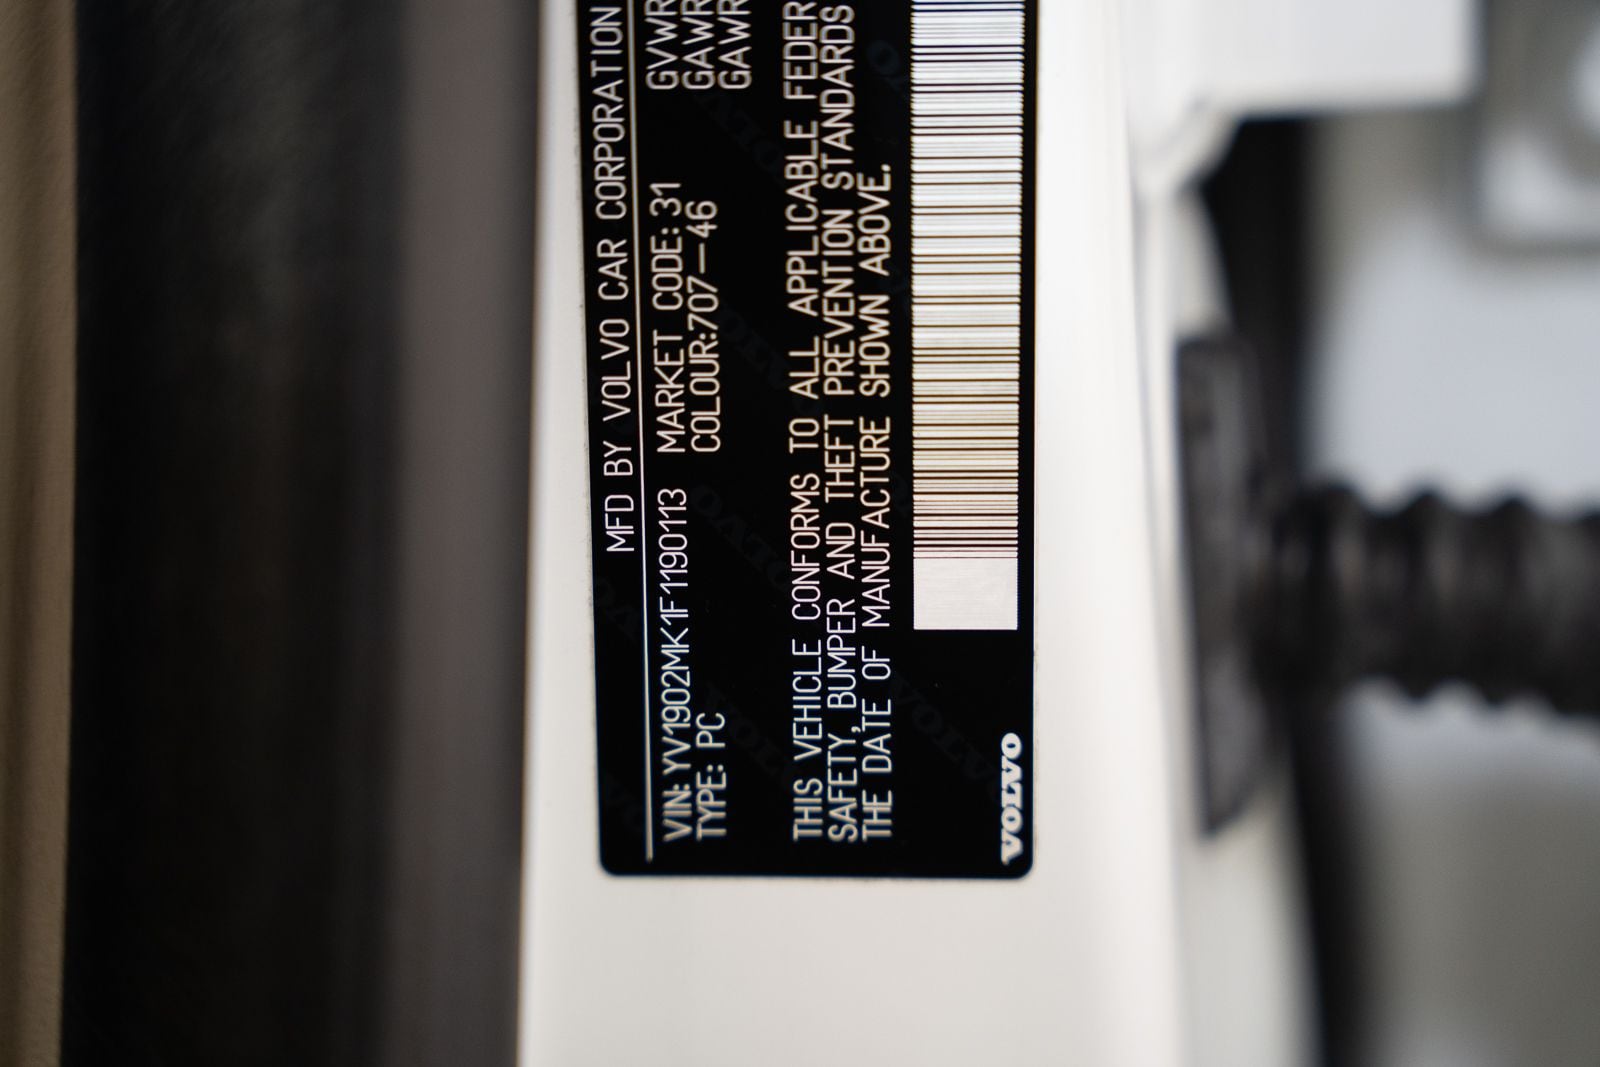 MFD BY VOLVO CAR CORPORATION
VIN: YV1902MK1F1190113 MARKET CODE: 31 GVWR
TYPE: PC COLOUR:707-46 GAWR
GAWR
THIS VEHICLE CONFORMS TO ALL APPLICABLE FEDER
SAFETY, BUMPER AND THEFT PREVENTION STANDARDS
THE DATE OF MANUFACTURE SHOWN ABOVE.
VOLVO